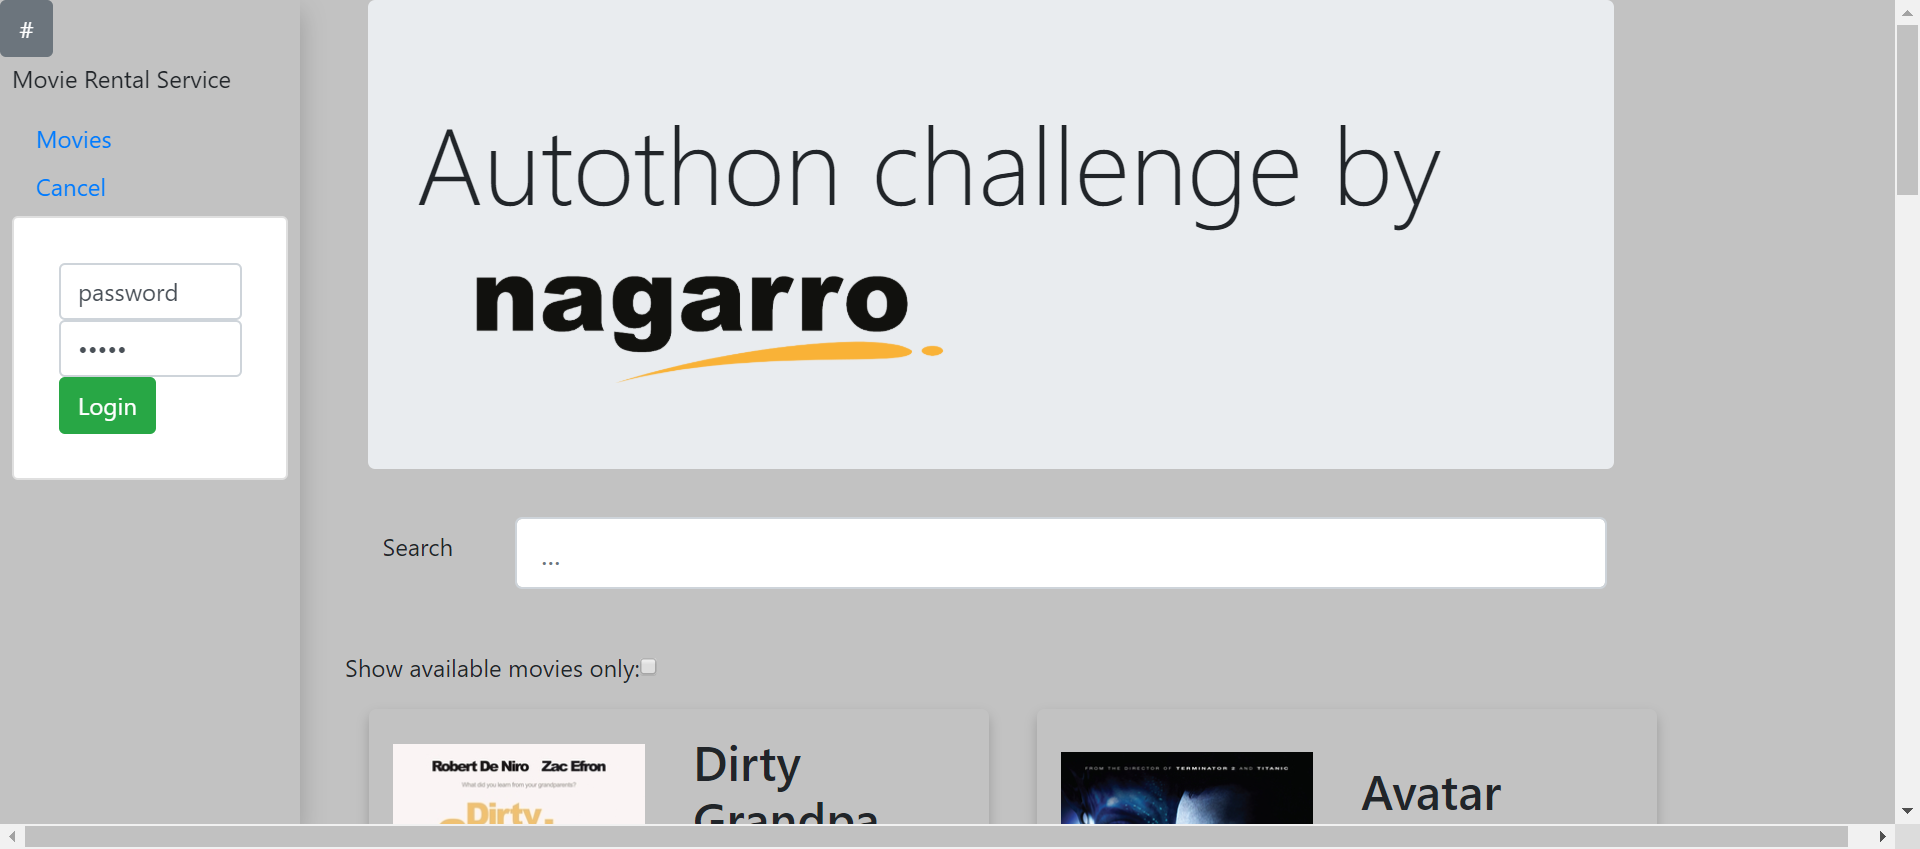 #
Movie Rental Service
Movies
Cancel
password
•••••
Login
Autothon challenge by
nagarro
Search
...
Show available movies only:
Robert De Niro Zac Efron
What did you learn from your grandparents?
Dirty
Dirty
Grandpa
FROM THE DIRECTOR OF TERMINATOR 2 AND TITANIC
Avatar